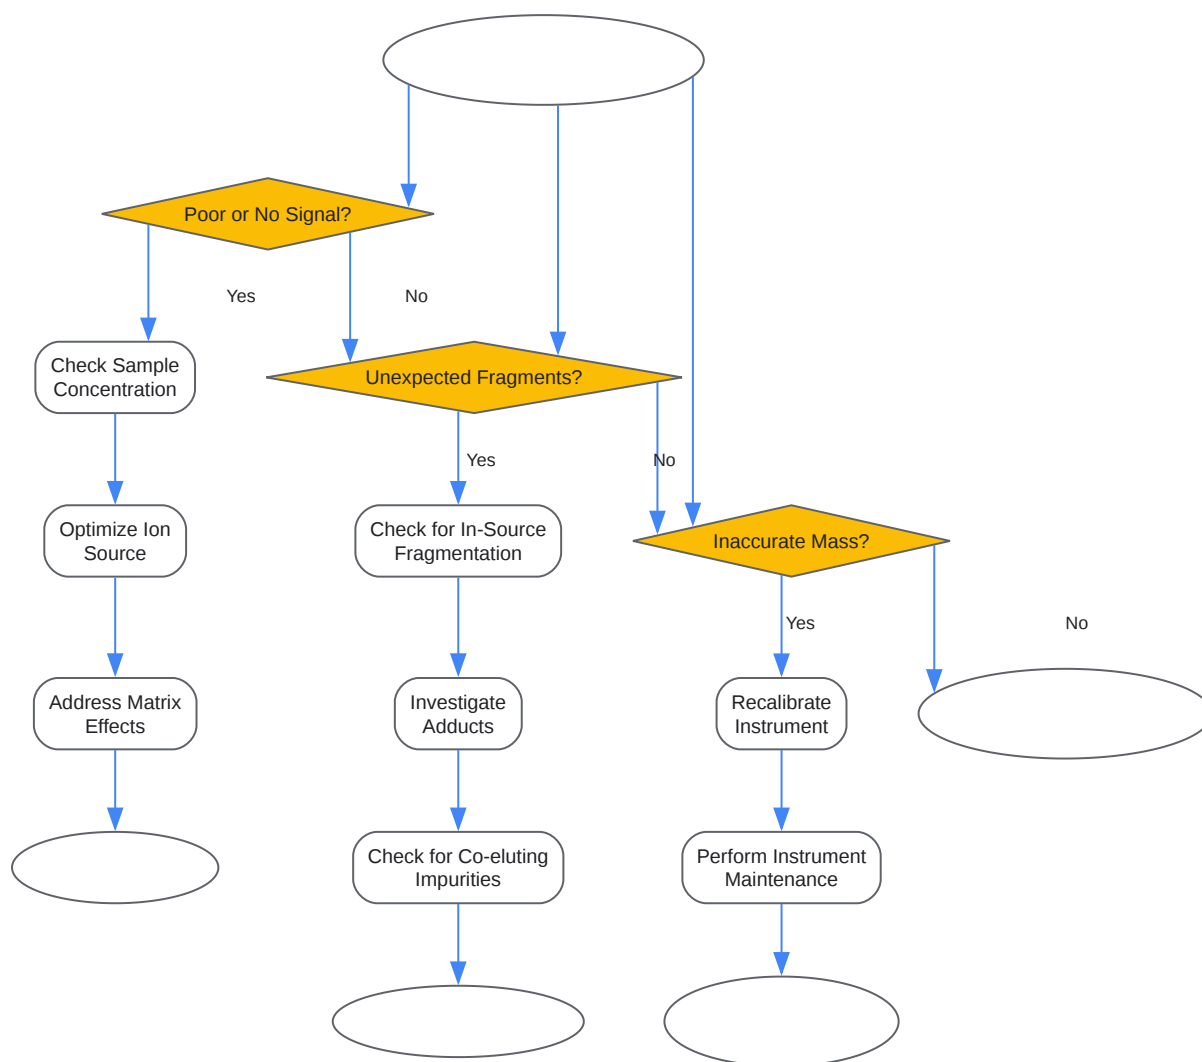 Poor or No Signal?
Yes
No
Check Sample
Concentration
Unexpected Fragments?
Yes
No
Optimize Ion
Source
Check for In-Source
Fragmentation
Inaccurate Mass?
Yes
No
Address Matrix
Effects
Investigate
Adducts
Recalibrate
Instrument
Check for Co-eluting
Impurities
Perform Instrument
Maintenance